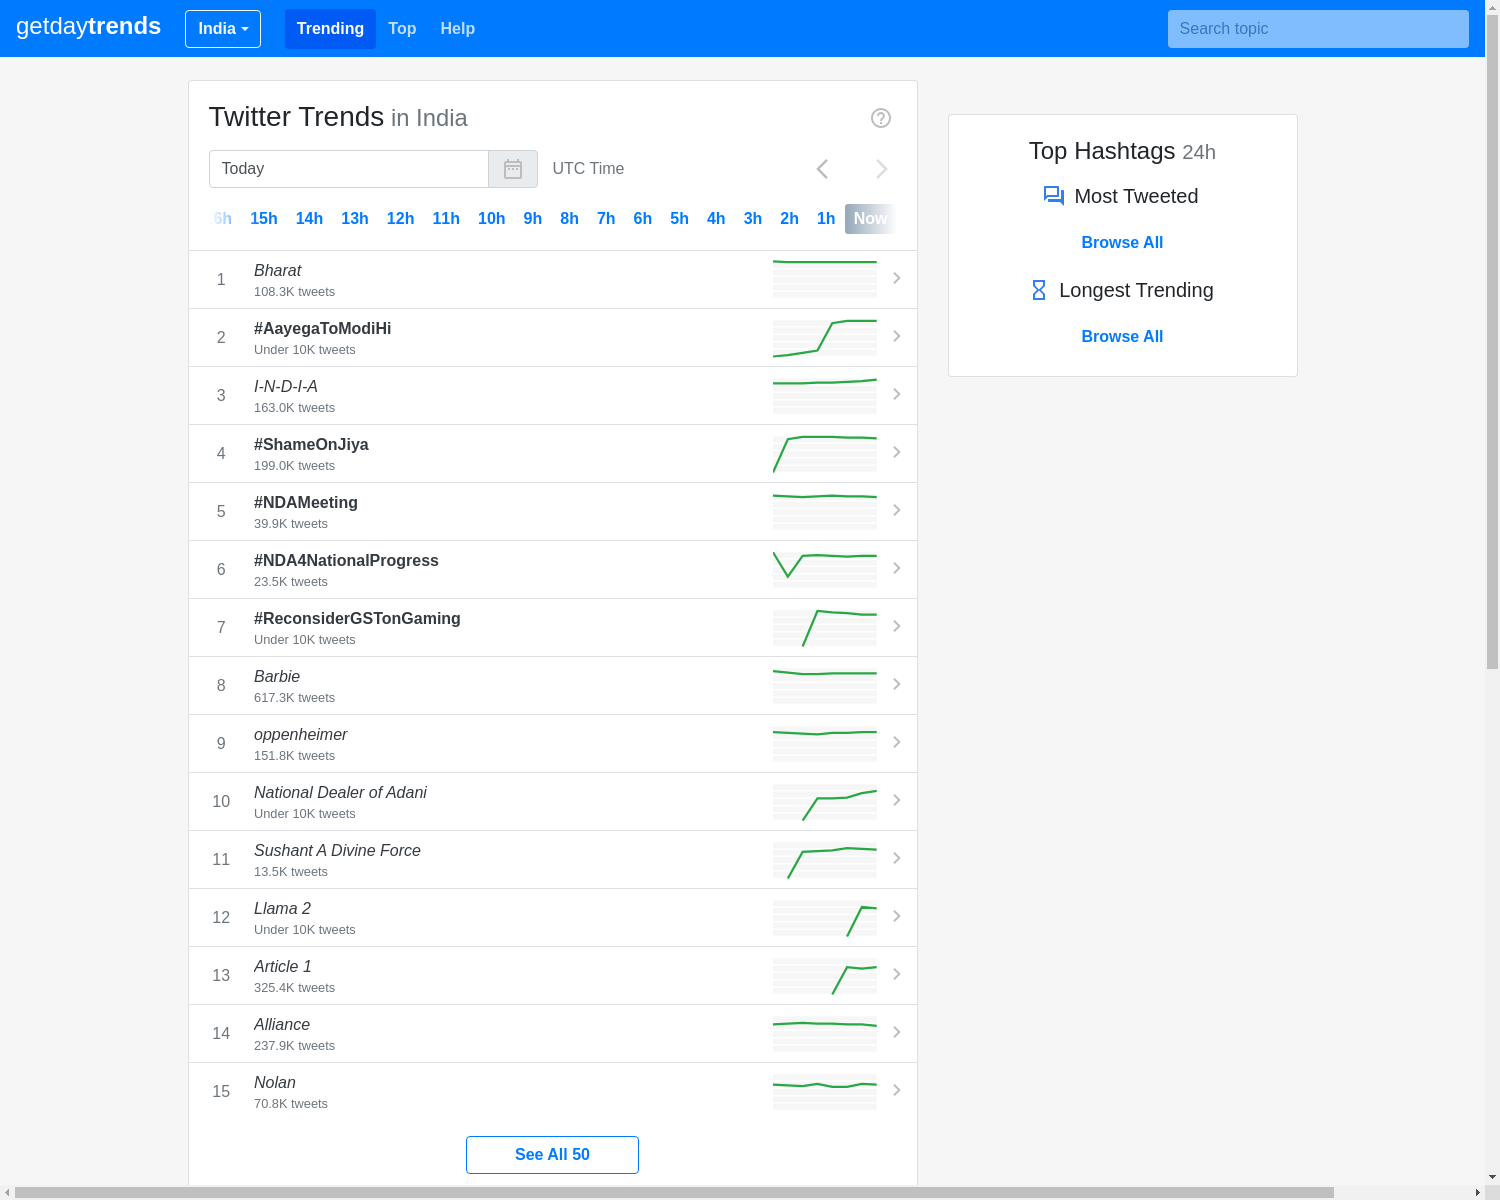 getdaytrends India Trending Top Help Search topic
Twitter Trends in India
Today UTC Time
6h 15h 14h 13h 12h 11h 10h 9h 8h 7h 6h 5h 4h 3h 2h 1h Now
1 Bharat
108.3K tweets
2 #AayegaToModiHi
Under 10K tweets
3 I-N-D-I-A
163.0K tweets
4 #ShameOnJiya
199.0K tweets
5 #NDAMeeting
39.9K tweets
6 #NDA4NationalProgress
23.5K tweets
7 #ReconsiderGSTonGaming
Under 10K tweets
8 Barbie
617.3K tweets
9 oppenheimer
151.8K tweets
10 National Dealer of Adani
Under 10K tweets
11 Sushant A Divine Force
13.5K tweets
12 Llama 2
Under 10K tweets
13 Article 1
325.4K tweets
14 Alliance
237.9K tweets
15 Nolan
70.8K tweets
See All 50
Top Hashtags 24h
Most Tweeted
Browse All
Longest Trending
Browse All